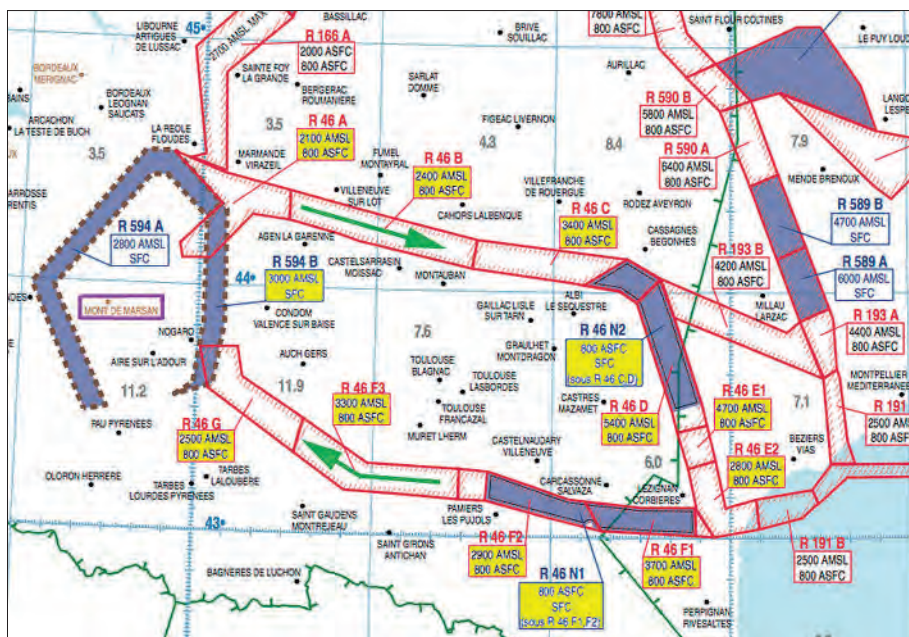 BASSILLAC
BRIVE
SOUILLAC
7800 AMSL
800 ASFC
SAINT FLOUR COLTINES
LE PUY LOUD
45°
LIBOURNE
ARTIGUES
DE LUSSAC
2700 AMSL MAX
R 166 A
2000 ASFC
800 ASFC
BORDEAUX
MERIGNAC
SAINTE FOY
LA GRANDE
BERGERAC
ROUMANIERE
SARLAT
DOMME
AURILLAC
R 590 B
5800 AMSL
800 ASFC
LANGO
LESPE
BAINS
BORDEAUX
LEOGNAN
SAUCATS
ARCACHON
LA TESTE DE BUCH
3.5
3.5
FIGEAC LIVERNON
4.3
8.4
7.9
LA REOLE
FLOUDES
R 46 A
2100 AMSL
800 ASFC
R 590 A
6400 AMSL
800 ASFC
MARMANDE
VIRAZEIL
FUMEL
MONTAYRAL
R 46 B
2400 AMSL
800 ASFC
MENDE BRENOUX
ARROSSE
RENTIS
VILLENEUVE
SUR LOT
VILLEFRANCHE
DE ROUERGUE
RODEZ AVEYRON
R 46 C
3400 AMSL
800 ASFC
R 589 B
4700 AMSL
SFC
R 594 A
2800 AMSL
SFC
AGEN LA GARENNE
CAHORS LALBENQUE
CASSAGNES
BEGONHES
R 193 B
4200 AMSL
800 ASFC
R 589 A
6000 AMSL
SFC
R 594 B
3000 AMSL
SFC
44°
CASTELSARRASIN
MOISSAC
MONTAUBAN
DES
MONT DE MARSAN
CONDOM
VALENCE SUR BAISE
GAILLAC LISLE
SUR TARN
ALBI
LE SEQUESTRE
MILLAU
LARZAC
R 193 A
4400 AMSL
800 ASFC
NOGARO
7.6
R 46 N2
800 ASFC
SFC
(sous R 46 C,D)
AIRE SUR L'ADOUR
AUCH GERS
GRAULHET
MONTDRAGON
TOULOUSE
BLAGNAC
TOULOUSE
LASBORDES
MONTPELLIER
MEDITERRANEE
11.2
11.9
R 46 F3
3300 AMSL
800 ASFC
TOULOUSE
FRANCAZAL
CASTRES
MAZAMET
R 46 D
5400 AMSL
800 ASFC
R 46 E1
4700 AMSL
800 ASFC
7.1
R 191
2500 AM
800 ASF
PAU PYRENEES
R 46 G
2500 AMSL
800 ASFC
MURET LHERM
CASTELNAUDARY
VILLENEUVE
BEZIERS
VIAS
R 46 E2
2800 AMSL
800 ASFC
6.0
OLORON HERRERE
TARBES
LALOUBERE
TARBES
LOURDES PYRENEES
CARCASSONNE
SALVAZA
LEZIGNAN
CORBIERES
SAINT GAUDENS
MONTREJEAU
PAMIERS
LES PUJOLS
43°
SAINT GIRONS
ANTICHAN
R 46 F2
2900 AMSL
800 ASFC
R 46 F1
3700 AMSL
800 ASFC
R 191 B
2500 AMSL
800 ASFC
BAGNERES DE LUCHON
R 46 N1
800 ASFC
SFC
(sous R 46 F1,F2)
PERPIGNAN
RIVESALTES